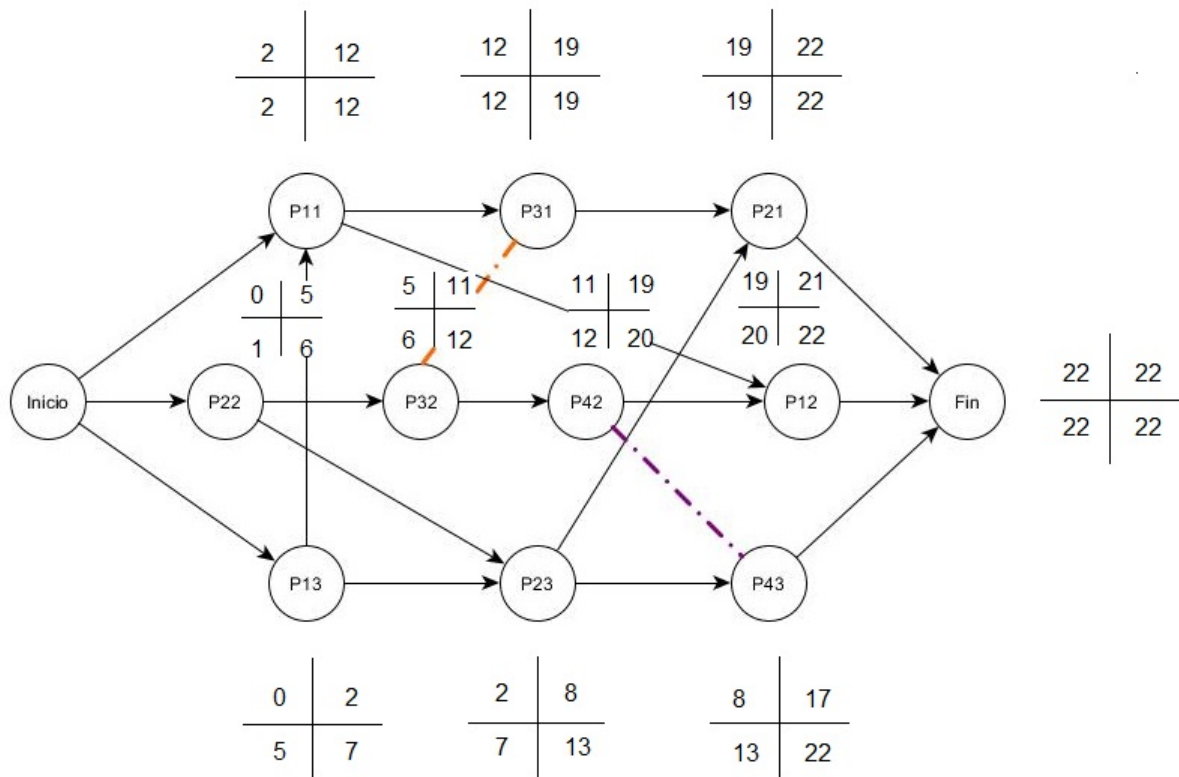 2 12 12 19 19 22
2 12 12 19 19 22
P11 P31 P21
0 5 5 11 11 19 19 21
1 6 6 12 12 20 20 22
22 22
22 22
Inicio P22 P32 P42 P12 Fin
P13 P23 P43
0 2 2 8 8 17
5 7 7 13 13 22